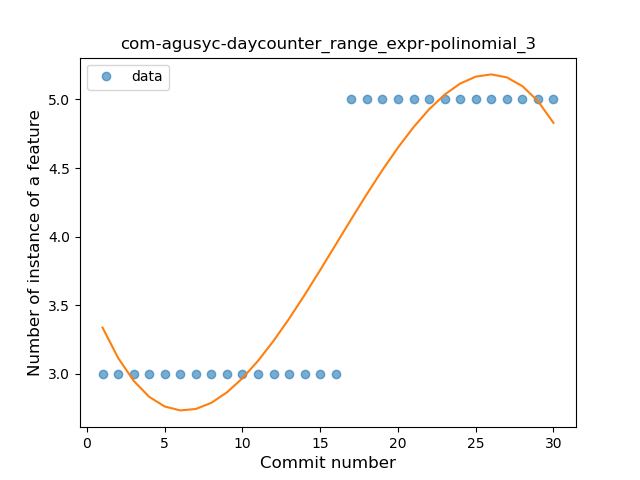 com-agusyc-daycounter_range_expr-polinomial_3
data
Number of instance of a feature
5.0
4.5
4.0
3.5
3.0
0 5 10 15 20 25 30
Commit number